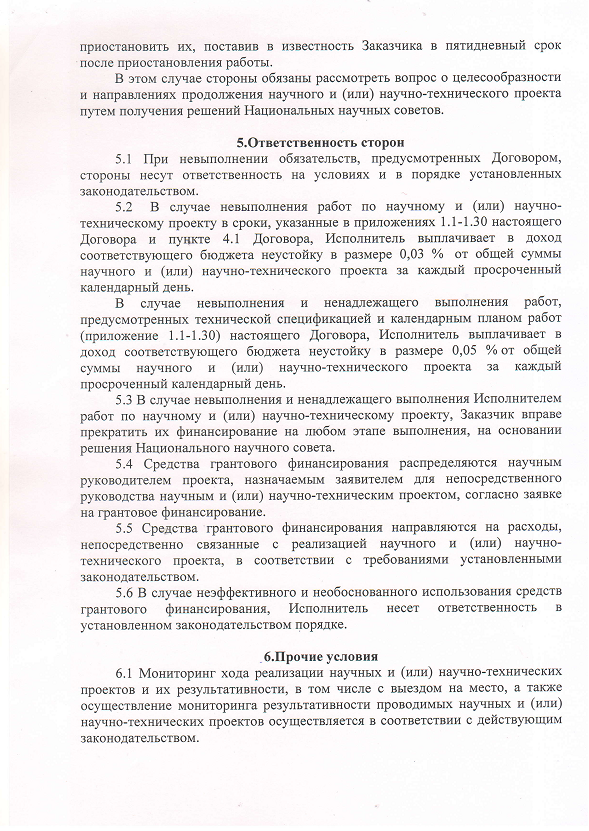 приостановить их, поставив в известность Заказчика в пятидневный срок
после приостановления работы.
В этом случае стороны обязаны рассмотреть вопрос о целесообразности
и направлениях продолжения научного и (или) научно-технического проекта
путем получения решений Национальных научных советов.
5.Ответственность сторон
5.1 При невыполнении обязательств, предусмотренных Договором,
стороны несут ответственность на условиях и в порядке установленных
законодательством.
5.2 В случае невыполнения работ по научному и (или) научно-
техническому проекту в сроки, указанные в приложениях 1.1-1.30 настоящего
Договора и пункте 4.1 Договора, Исполнитель выплачивает в доход
соответствующего бюджета неустойку в размере 0,03 % от общей суммы
научного и (или) научно-технического проекта за каждый просроченный
календарный день.
В случае невыполнения и ненадлежащего выполнения работ,
предусмотренных технической спецификацией и календарным планом работ
(приложение 1.1-1.30) настоящего Договора, Исполнитель выплачивает в
доход соответствующего бюджета неустойку в размере 0,05 % от общей
суммы научного и (или) научно-технического проекта за каждый
просроченный календарный день.
5.3 В случае невыполнения и ненадлежащего выполнения Исполнителем
работ по научному и (или) научно-техническому проекту, Заказчик вправе
прекратить их финансирование на любом этапе выполнения, на основании
решения Национального научного совета.
5.4 Средства грантового финансирования распределяются научным
руководителем проекта, назначаемым заявителем для непосредственного
руководства научным и (или) научно-техническим проектом, согласно заявке
на грантовое финансирование.
5.5 Средства грантового финансирования направляются на расходы,
непосредственно связанные с реализацией научного и (или) научно-
технического проекта, в соответствии с требованиями установленными
законодательством.
5.6 В случае неэффективного и необоснованного использования средств
грантового финансирования, Исполнитель несет ответственность в
установленном законодательством порядке.
6.Прочие условия
6.1 Мониторинг хода реализации научных и (или) научно-технических
проектов и их результативности, в том числе с выездом на место, а также
осуществление мониторинга результативности проводимых научных и (или)
научно-технических проектов осуществляется в соответствии с действующим
законодательством.